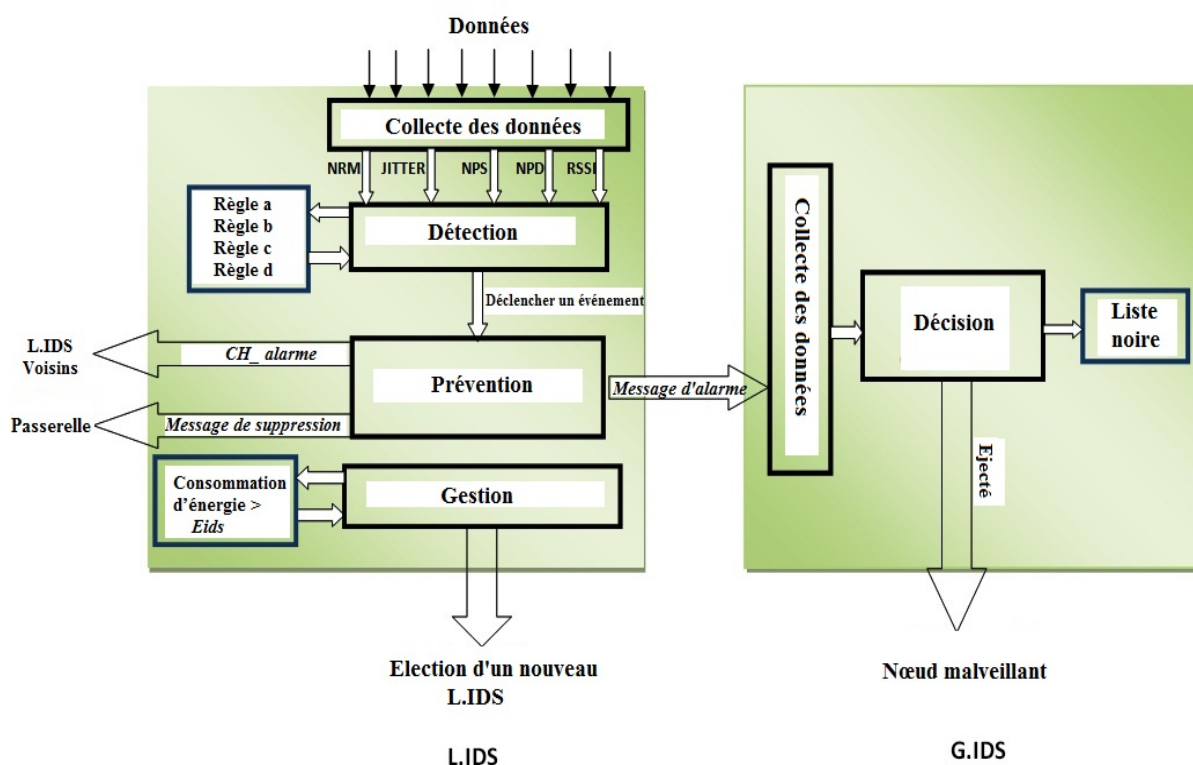 Données
Collecte des données
NRM JITTER NPS NPD RSSI
Règle a
Règle b
Règle c
Règle d
Détection
Déclencher un événement
L.IDS
Voisins
CH_ alarme
Prévention
Passerelle
Message de suppression
Message d'alarme
Consommation
d'énergie >
Eids
Gestion
Election d'un nouveau
L.IDS
L.IDS
Collecte des données
Décision
Liste
noire
Ejecté
Nœud malveillant
G.IDS